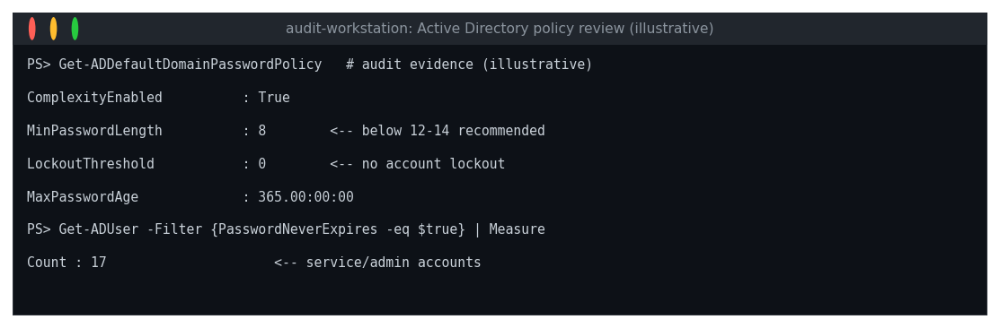 audit-workstation: Active Directory policy review (illustrative)
PS> Get-ADDefaultDomainPasswordPolicy   # audit evidence (illustrative)
ComplexityEnabled          : True
MinPasswordLength          : 8        <-- below 12-14 recommended
LockoutThreshold           : 0        <-- no account lockout
MaxPasswordAge             : 365.00:00:00
PS> Get-ADUser -Filter {PasswordNeverExpires -eq $true} | Measure
Count : 17                     <-- service/admin accounts